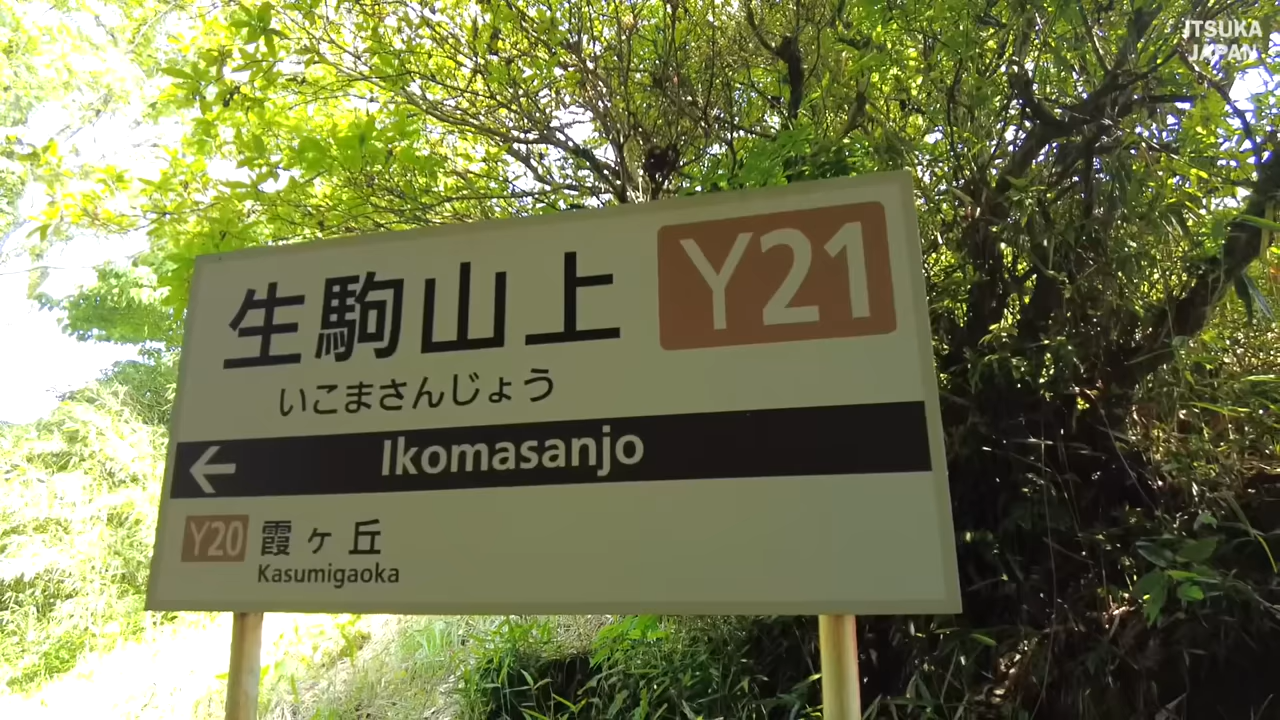 JTSUKA
JAPAN
生駒山上 Y21
いこまさんじょう
← Ikomasanjo
Y20 霞ヶ丘
Kasumigaoka